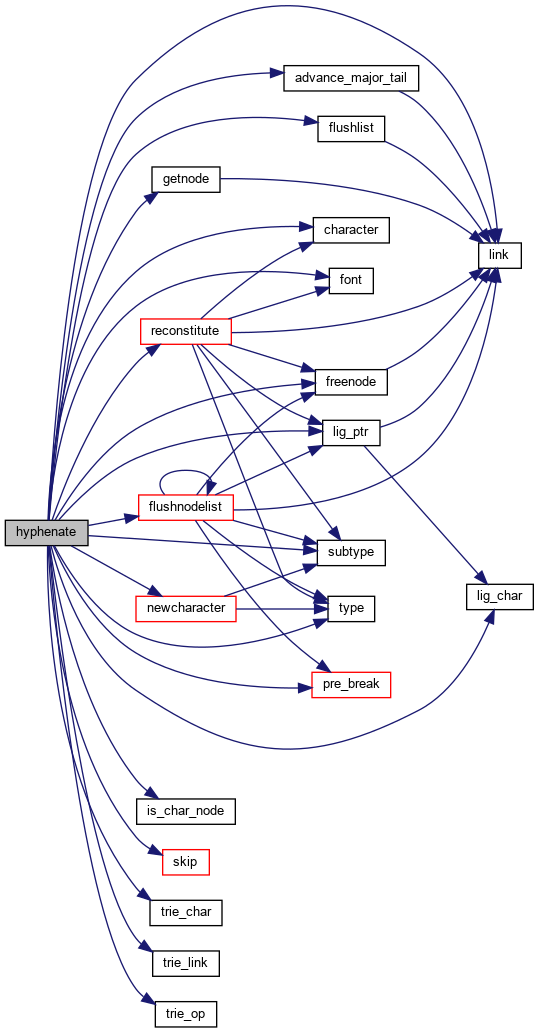 advance_major_tail
flushlist
getnode
character
link
font
reconstitute
freenode
lig_ptr
flushnodelist
hyphenate
subtype
lig_char
newcharacter
type
pre_break
is_char_node
skip
trie_char
trie_link
trie_op